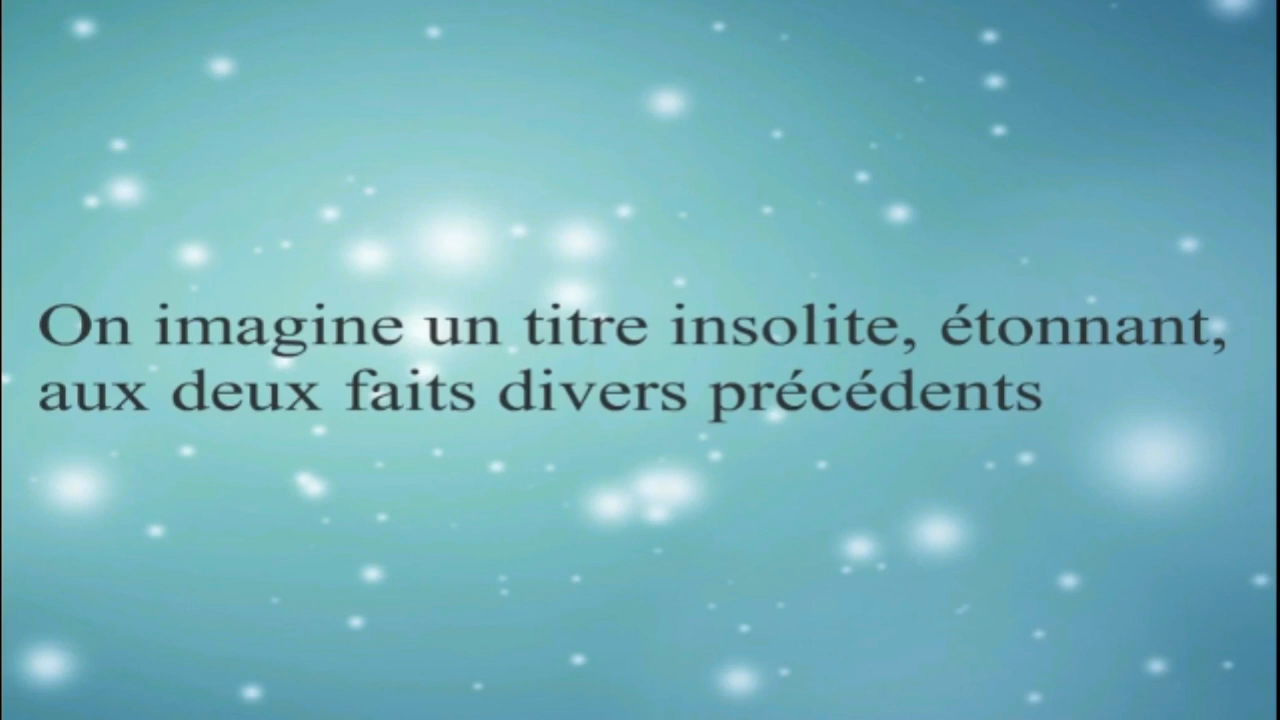 On imagine un titre insolite, étonnant,
aux deux faits divers précédents